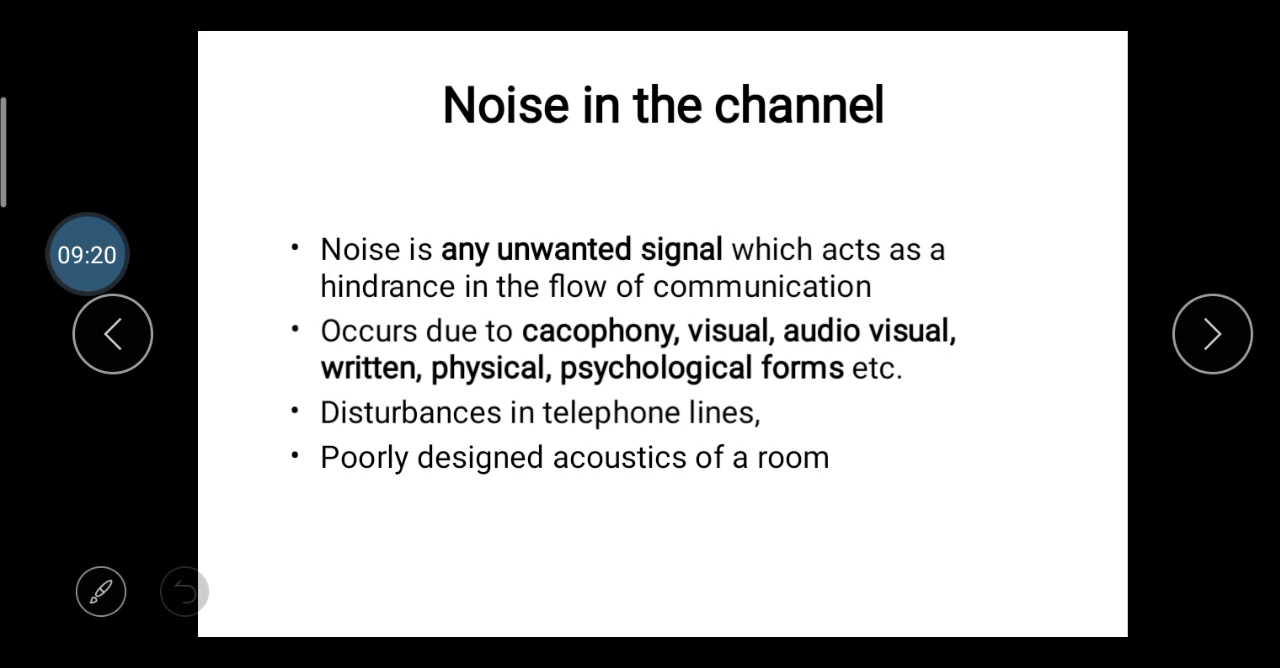 Noise in the channel
09:20
• Noise is any unwanted signal which acts as a
hindrance in the flow of communication
• Occurs due to cacophony, visual, audio visual,
written, physical, psychological forms etc.
• Disturbances in telephone lines,
• Poorly designed acoustics of a room